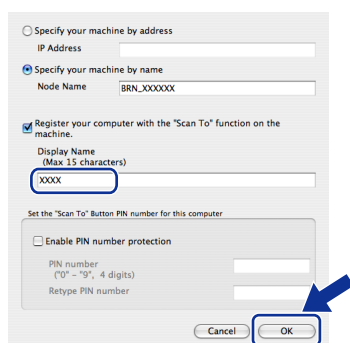 Specify your machine by address
IP Address
Specify your machine by name
Node Name BRN_XXXXXX
Register your computer with the "Scan To" function on the
machine.
Display Name
(Max 15 characters)
XXXX
Set the "Scan To" Button PIN number for this computer
Enable PIN number protection
PIN number
("0" – "9", 4 digits)
Retype PIN number
Cancel OK